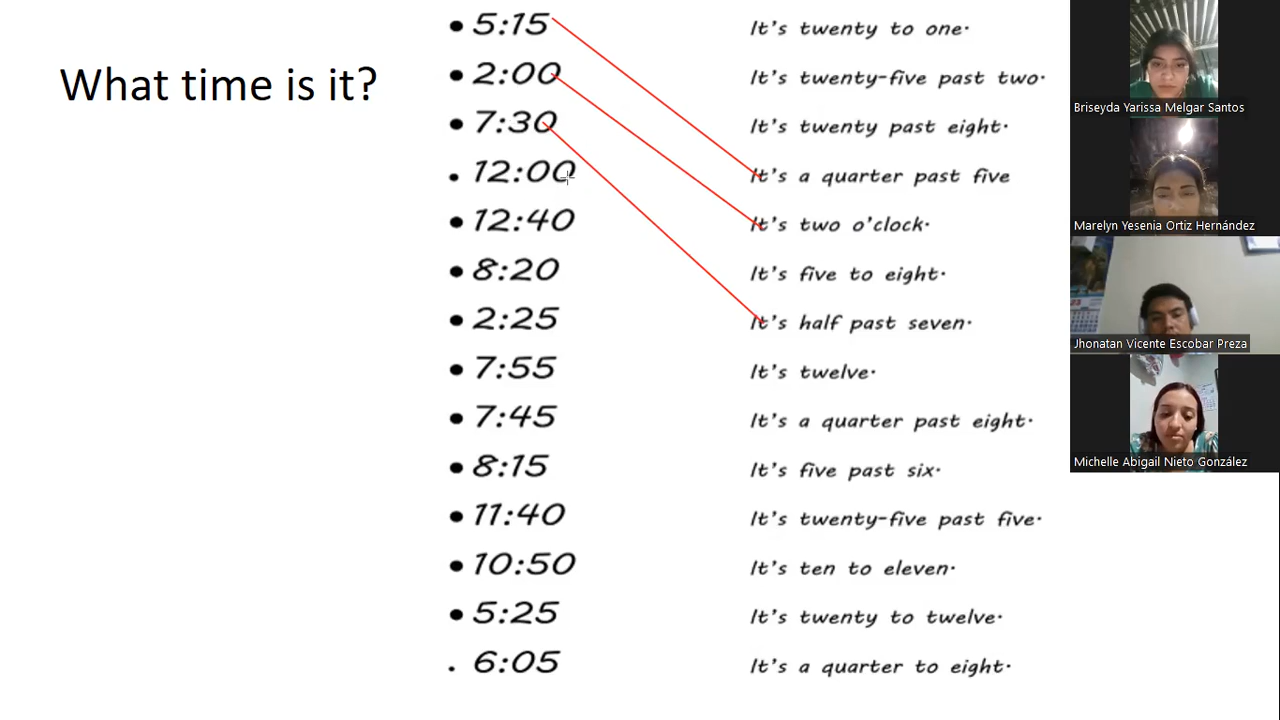 What time is it?
• 5:15
• 2:00
• 7:30
. 12:00
• 12:40
• 8:20
• 2:25
• 7:55
• 7:45
• 8:15
• 11:40
• 10:50
• 5:25
. 6:05
It's twenty to one.
It's twenty-five past two.
It's twenty past eight.
It's a quarter past five
It's two o'clock.
It's five to eight.
It's half past seven.
It's twelve.
It's a quarter past eight.
It's five past six.
It's twenty-five past five.
It's ten to eleven.
It's twenty to twelve.
It's a quarter to eight.
Briseyda Yarissa Melgar Santos
Marelyn Yesenia Ortiz Hernández
Jhonatan Vicente Escobar Preza
Michelle Abigail Nieto González